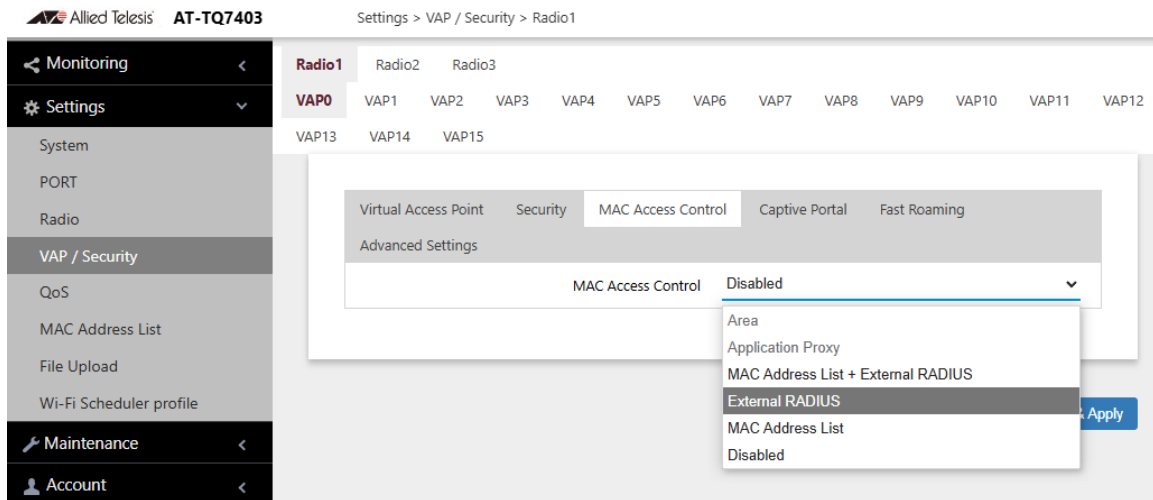 Allied Telesis AT-TQ7403
Settings > VAP / Security > Radio1
Monitoring
Settings
System
PORT
Radio
VAP / Security
QoS
MAC Address List
File Upload
Wi-Fi Scheduler profile
Maintenance
Account
Radio1 Radio2 Radio3
VAP0 VAP1 VAP2 VAP3 VAP4 VAP5 VAP6 VAP7 VAP8 VAP9 VAP10 VAP11 VAP12
VAP13 VAP14 VAP15
Virtual Access Point Security MAC Access Control Captive Portal Fast Roaming
Advanced Settings
MAC Access Control Disabled
Area
Application Proxy
MAC Address List + External RADIUS
External RADIUS
MAC Address List
Disabled
& Apply